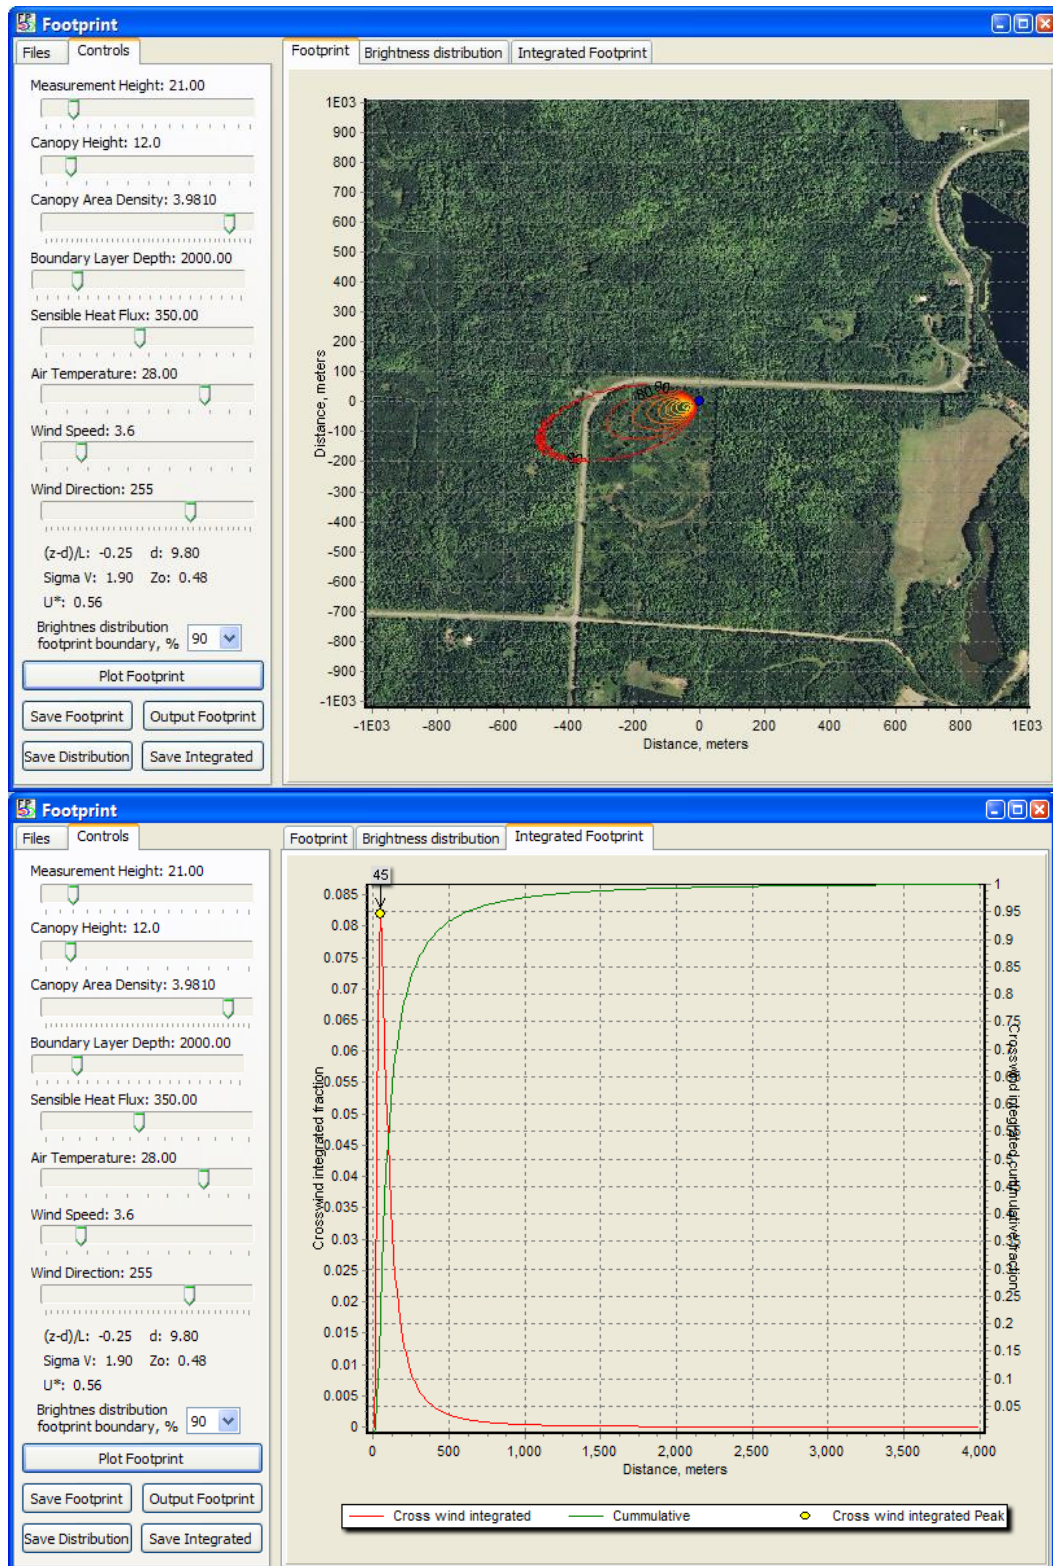 Footprint
Files Controls
Footprint Brightness distribution Integrated Footprint
Measurement Height: 21.00
Canopy Height: 12.0
Canopy Area Density: 3.9810
Boundary Layer Depth: 2000.00
Sensible Heat Flux: 350.00
Air Temperature: 28.00
Wind Speed: 3.6
Wind Direction: 255
(z-d)/L: -0.25 d: 9.80
Sigma V: 1.90 Zo: 0.48
U*: 0.56
Brightnes distribution
footprint boundary, % 90
Plot Footprint
Save Footprint Output Footprint
Save Distribution Save Integrated
1E03
900
800
700
600
500
400
300
200
100
0
-100
-200
-300
-400
-500
-600
-700
-800
-900
-1E03
Distance, meters
80 90
90
-1E03 -800 -600 -400 -200 0 200 400 600 800 1E03
Distance, meters
Footprint
Files Controls
Footprint Brightness distribution Integrated Footprint
Measurement Height: 21.00
Canopy Height: 12.0
Canopy Area Density: 3.9810
Boundary Layer Depth: 2000.00
Sensible Heat Flux: 350.00
Air Temperature: 28.00
Wind Speed: 3.6
Wind Direction: 255
(z-d)/L: -0.25 d: 9.80
Sigma V: 1.90 Zo: 0.48
U*: 0.56
Brightnes distribution
footprint boundary, % 90
Plot Footprint
Save Footprint Output Footprint
Save Distribution Save Integrated
45
0.085
0.08
0.075
0.07
0.065
0.06
0.055
0.05
0.045
0.04
0.035
0.03
0.025
0.02
0.015
0.01
0.005
0
Crosswind integrated fraction
1
0.95
0.9
0.85
0.8
0.75
0.7
0.65
0.6
0.55
0.5
0.45
0.4
0.35
0.3
0.25
0.2
0.15
0.1
0.05
Crosswind integrated cummulative fraction
0 500 1,000 1,500 2,000 2,500 3,000 3,500 4,000
Distance, meters
Cross wind integrated Cummulative Cross wind integrated Peak